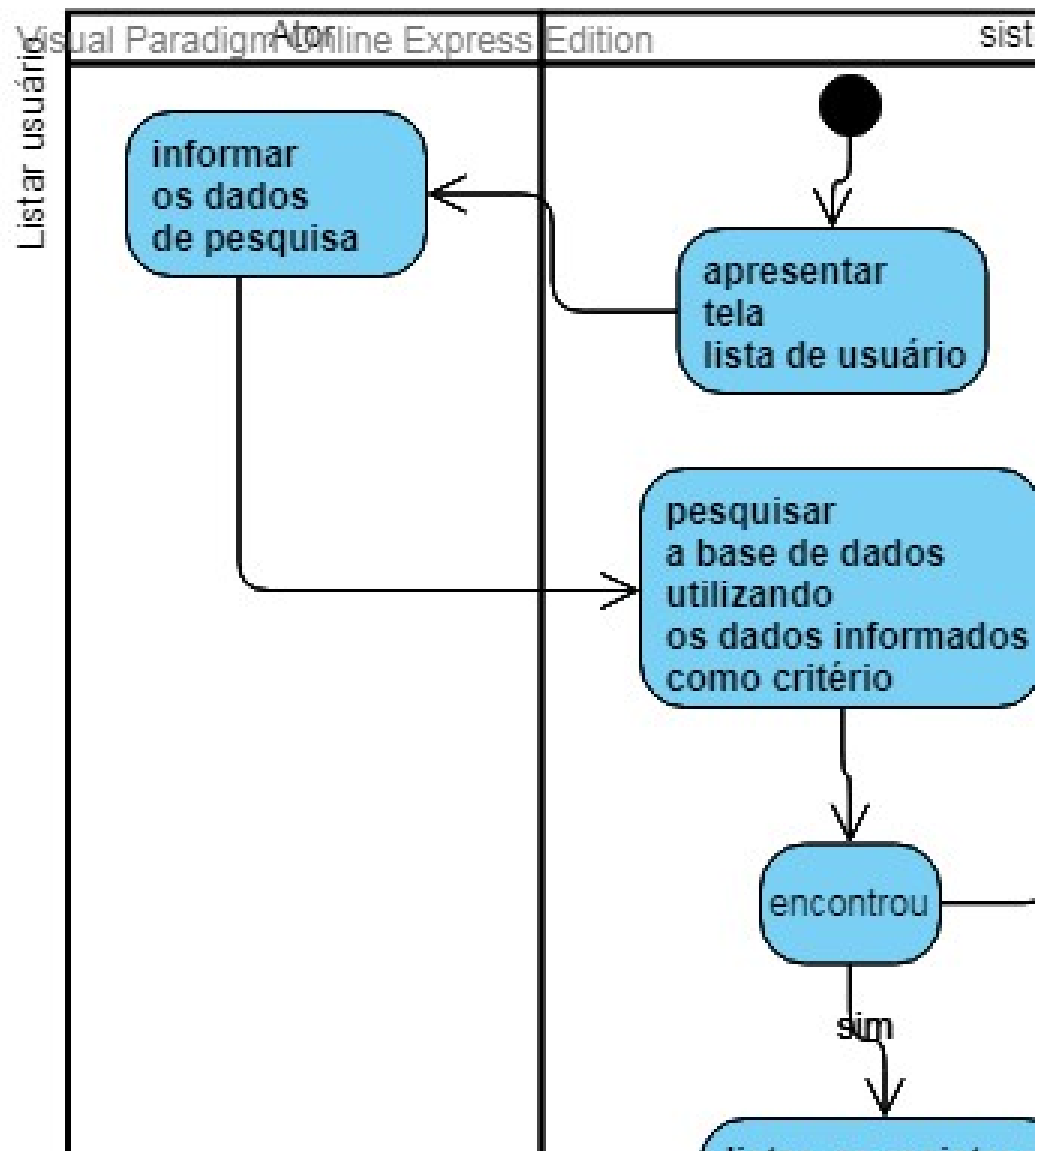 Visual Paradigm Online Express Edition
Ator
Listar usuário
informar
os dados
de pesquisa
apresentar
tela
lista de usuário
pesquisar
a base de dados
utilizando
os dados informados
como critério
encontrou
sim